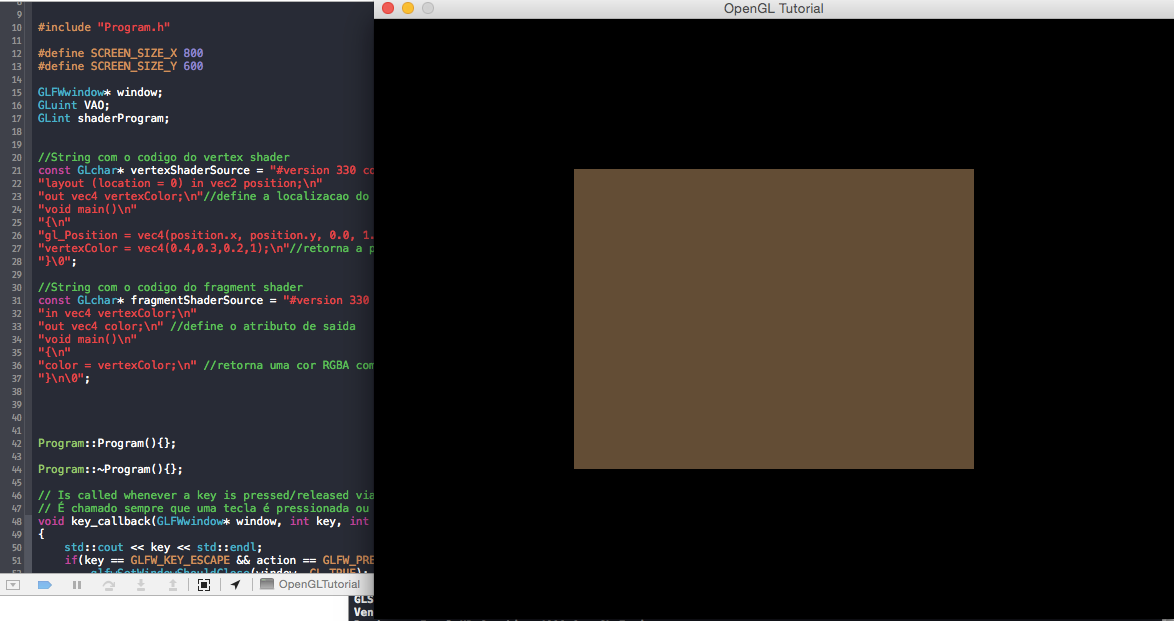 OpenGL Tutorial
9
10 #include "Program.h"
11
12 #define SCREEN_SIZE_X 800
13 #define SCREEN_SIZE_Y 600
14
15 GLFWwindow* window;
16 GLuint VAO;
17 GLint shaderProgram;
18
19
20 //String com o codigo do vertex shader
21 const GLchar* vertexShaderSource = "#version 330 co
22 "layout (location = 0) in vec2 position;\n"
23 "out vec4 vertexColor;\n"//define a localizacao do
24 "void main()\n"
25 "{\n"
26 "gl_Position = vec4(position.x, position.y, 0.0, 1.
27 "vertexColor = vec4(0.4,0.3,0.2,1);\n"//retorna a p
28 "}\0";
29
30 //String com o codigo do fragment shader
31 const GLchar* fragmentShaderSource = "#version 330
32 "in vec4 vertexColor;\n"
33 "out vec4 color;\n" //define o atributo de saida
34 "void main()\n"
35 "{\n"
36 "color = vertexColor;\n" //retorna uma cor RGBA com
37 "}\n\0";
38
39
40
41
42 Program::Program(){};
43
44 Program::~Program(){};
45
46 // Is called whenever a key is pressed/released via
47 // É chamado sempre que uma tecla é pressionada ou
48 void key_callback(GLFWwindow* window, int key, int
49 {
50 std::cout << key << std::endl;
51 if(key == GLFW_KEY_ESCAPE && action == GLFW_PRE
glfwSetWindowShouldClose(window, GL_TRUE);
OpenGLTutorial
GLS
Ven